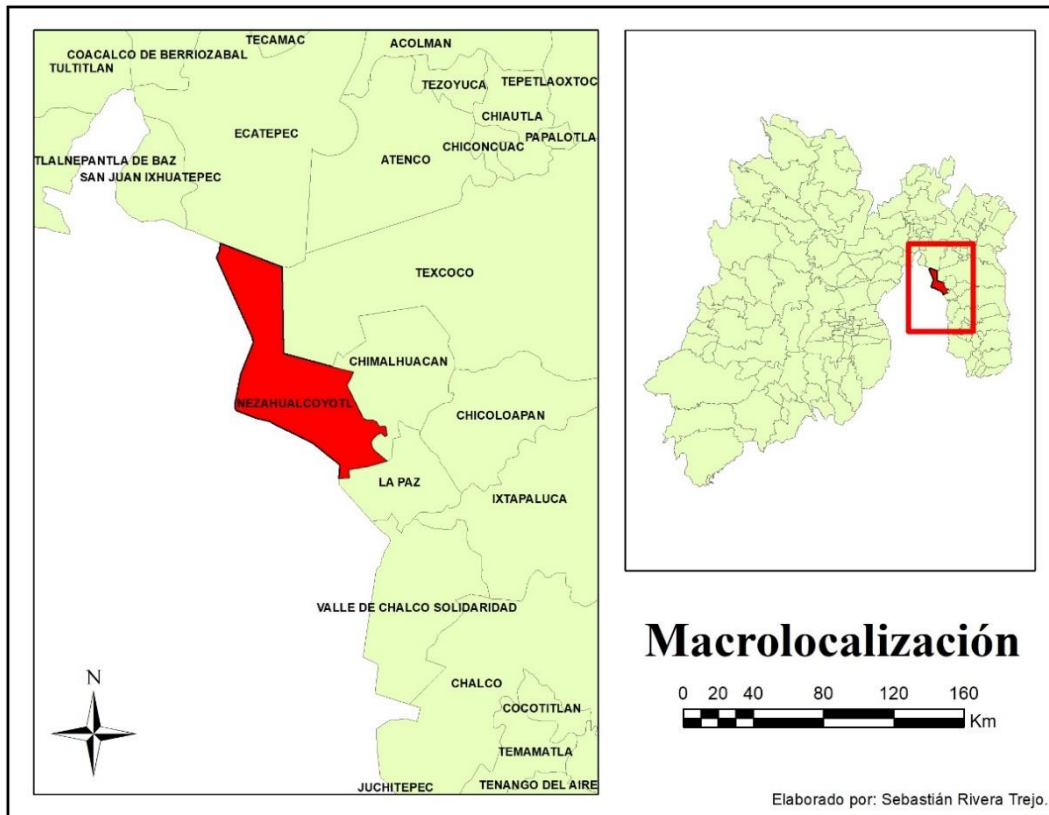 TECAMAC
ACOLMAN
COACALCO DE BERRIOZABAL
TULTITLAN
TEZOYUCA
TEPETLAOXTOC
CHIAUTLA
ECATEPEC
PAPALOTLA
CHICONCUAC
ATENCO
TLALNEPANTLA DE BAZ
SAN JUAN IXHUATEPEC
TEXCOCO
CHIMALHUACAN
NEZAHUALCOYOTL
CHICOLOAPAN
LA PAZ
IXTAPALUCA
VALLE DE CHALCO SOLIDARIDAD
CHALCO
COCOTITLAN
TEMAMATLA
JUCHITEPEC
TENANGO DEL AIRE
N
Macrolocalización
0 20 40 80 120 160
Km
Elaborado por: Sebastián Rivera Trejo.